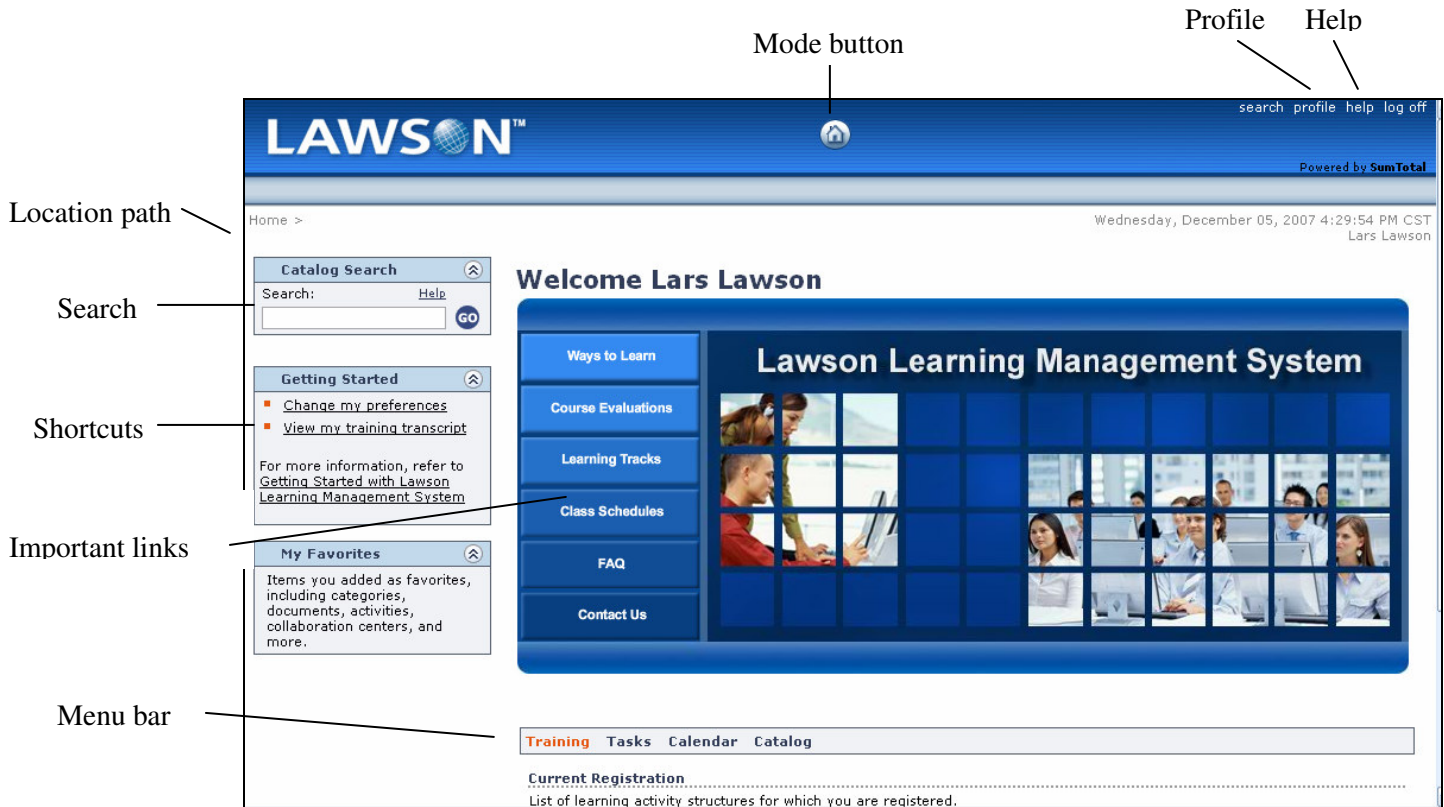 Profile Help
Mode button
search profile help log off
LAWSON™
Powered by SumTotal
Location path
Home >
Wednesday, December 05, 2007 4:29:54 PM CST
Lars Lawson
Catalog Search
Search: Help
GO
Search
Welcome Lars Lawson
Ways to Learn
Course Evaluations
Learning Tracks
Class Schedules
FAQ
Contact Us
Lawson Learning Management System
Getting Started
Change my preferences
View my training transcript
Shortcuts
For more information, refer to
Getting Started with Lawson
Learning Management System
Important links
My Favorites
Items you added as favorites,
including categories,
documents, activities,
collaboration centers, and
more.
Menu bar
Training Tasks Calendar Catalog
Current Registration
List of learning activity structures for which you are registered.